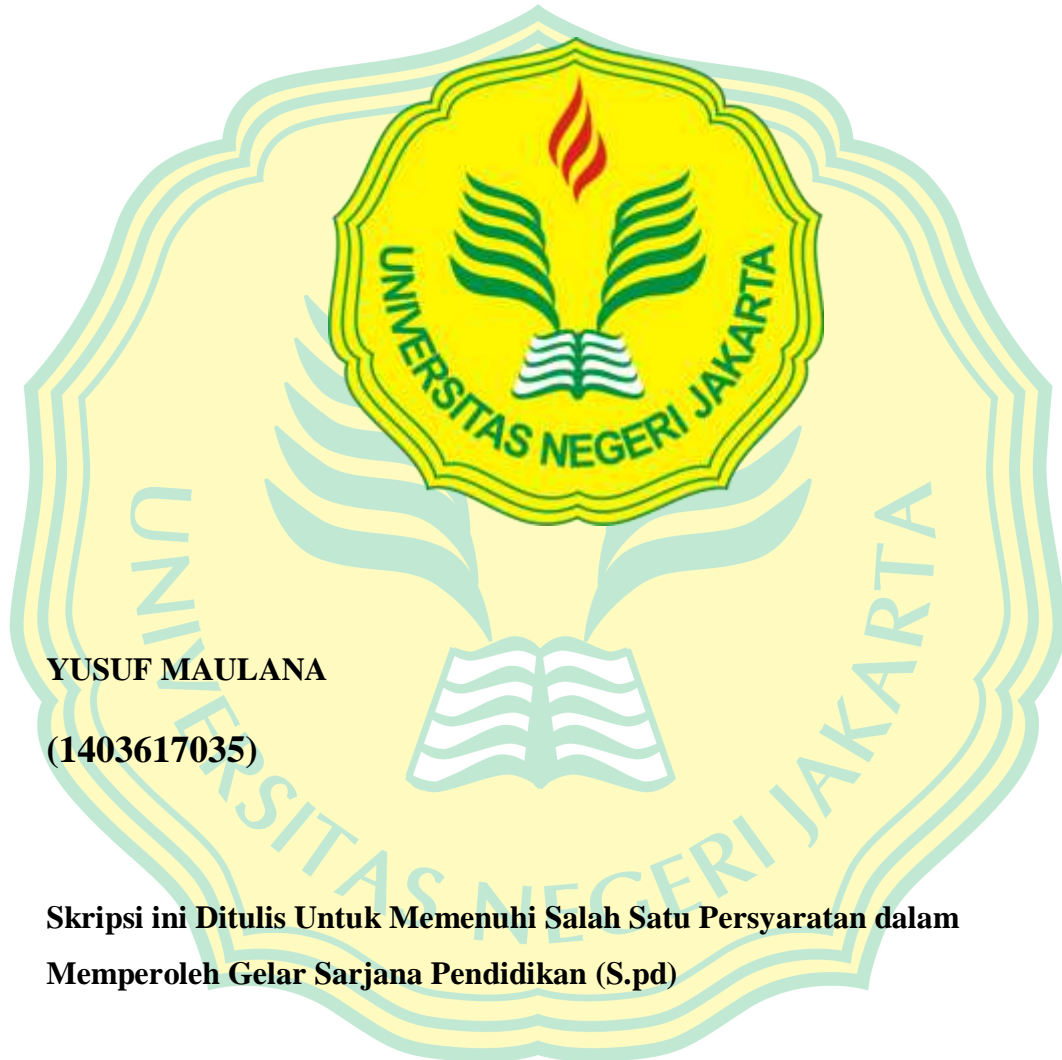 UNIVERSITAS NEGERI JAKARTA
UNIVERSITAS NEGERI JAKARTA
YUSUF MAULANA
(1403617035)
Skripsi ini Ditulis Untuk Memenuhi Salah Satu Persyaratan dalam
Memperoleh Gelar Sarjana Pendidikan (S.pd)